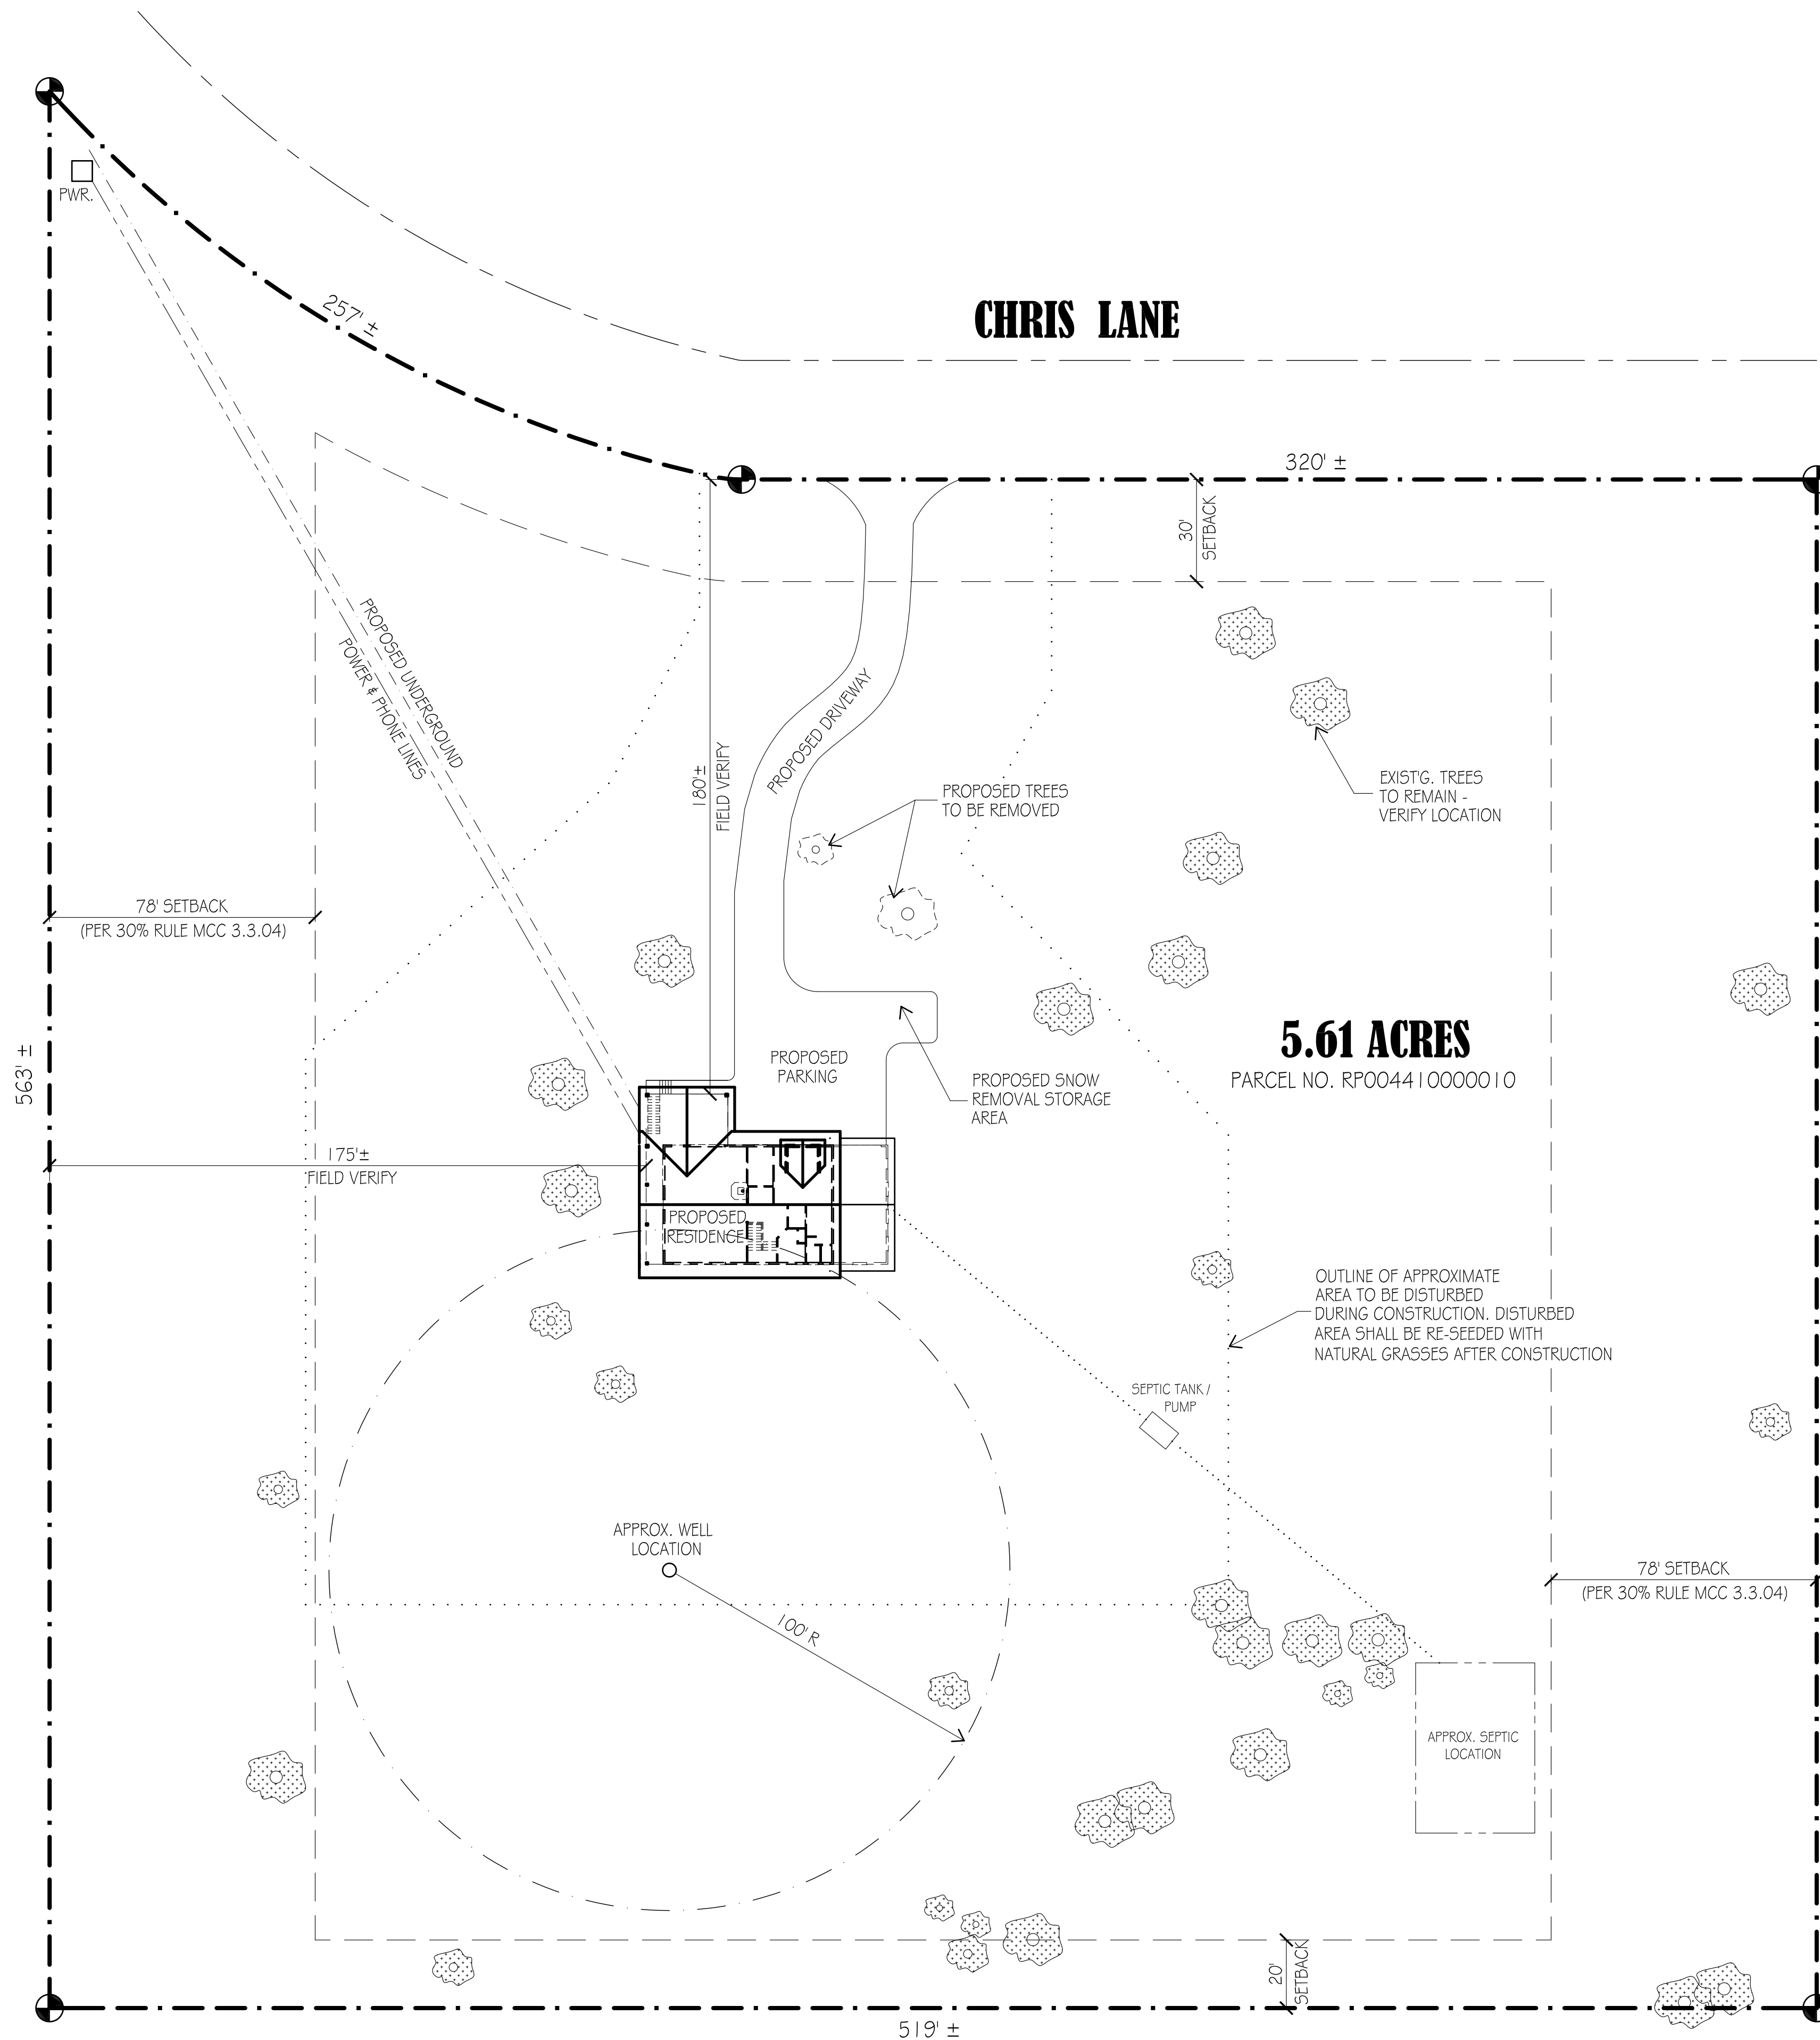 PWR.
257' ±
CHRIS LANE
320' ±
30'
SETBACK
PROPOSED UNDERGROUND
POWER & PHONE LINES
PROPOSED DRIVEWAY
180'±
FIELD VERIFY
PROPOSED TREES
TO BE REMOVED
EXIST'G. TREES
TO REMAIN -
VERIFY LOCATION
78' SETBACK
(PER 30% RULE MCC 3.3.04)
563' ±
5.61 ACRES
PARCEL NO. RP004410000010
PROPOSED
PARKING
PROPOSED SNOW
REMOVAL STORAGE
AREA
175'±
FIELD VERIFY
PROPOSED
RESIDENCE
OUTLINE OF APPROXIMATE
AREA TO BE DISTURBED
DURING CONSTRUCTION. DISTURBED
AREA SHALL BE RE-SEEDED WITH
NATURAL GRASSES AFTER CONSTRUCTION
SEPTIC TANK /
PUMP
APPROX. WELL
LOCATION
100' R
78' SETBACK
(PER 30% RULE MCC 3.3.04)
APPROX. SEPTIC
LOCATION
20'
SETBACK
519' ±